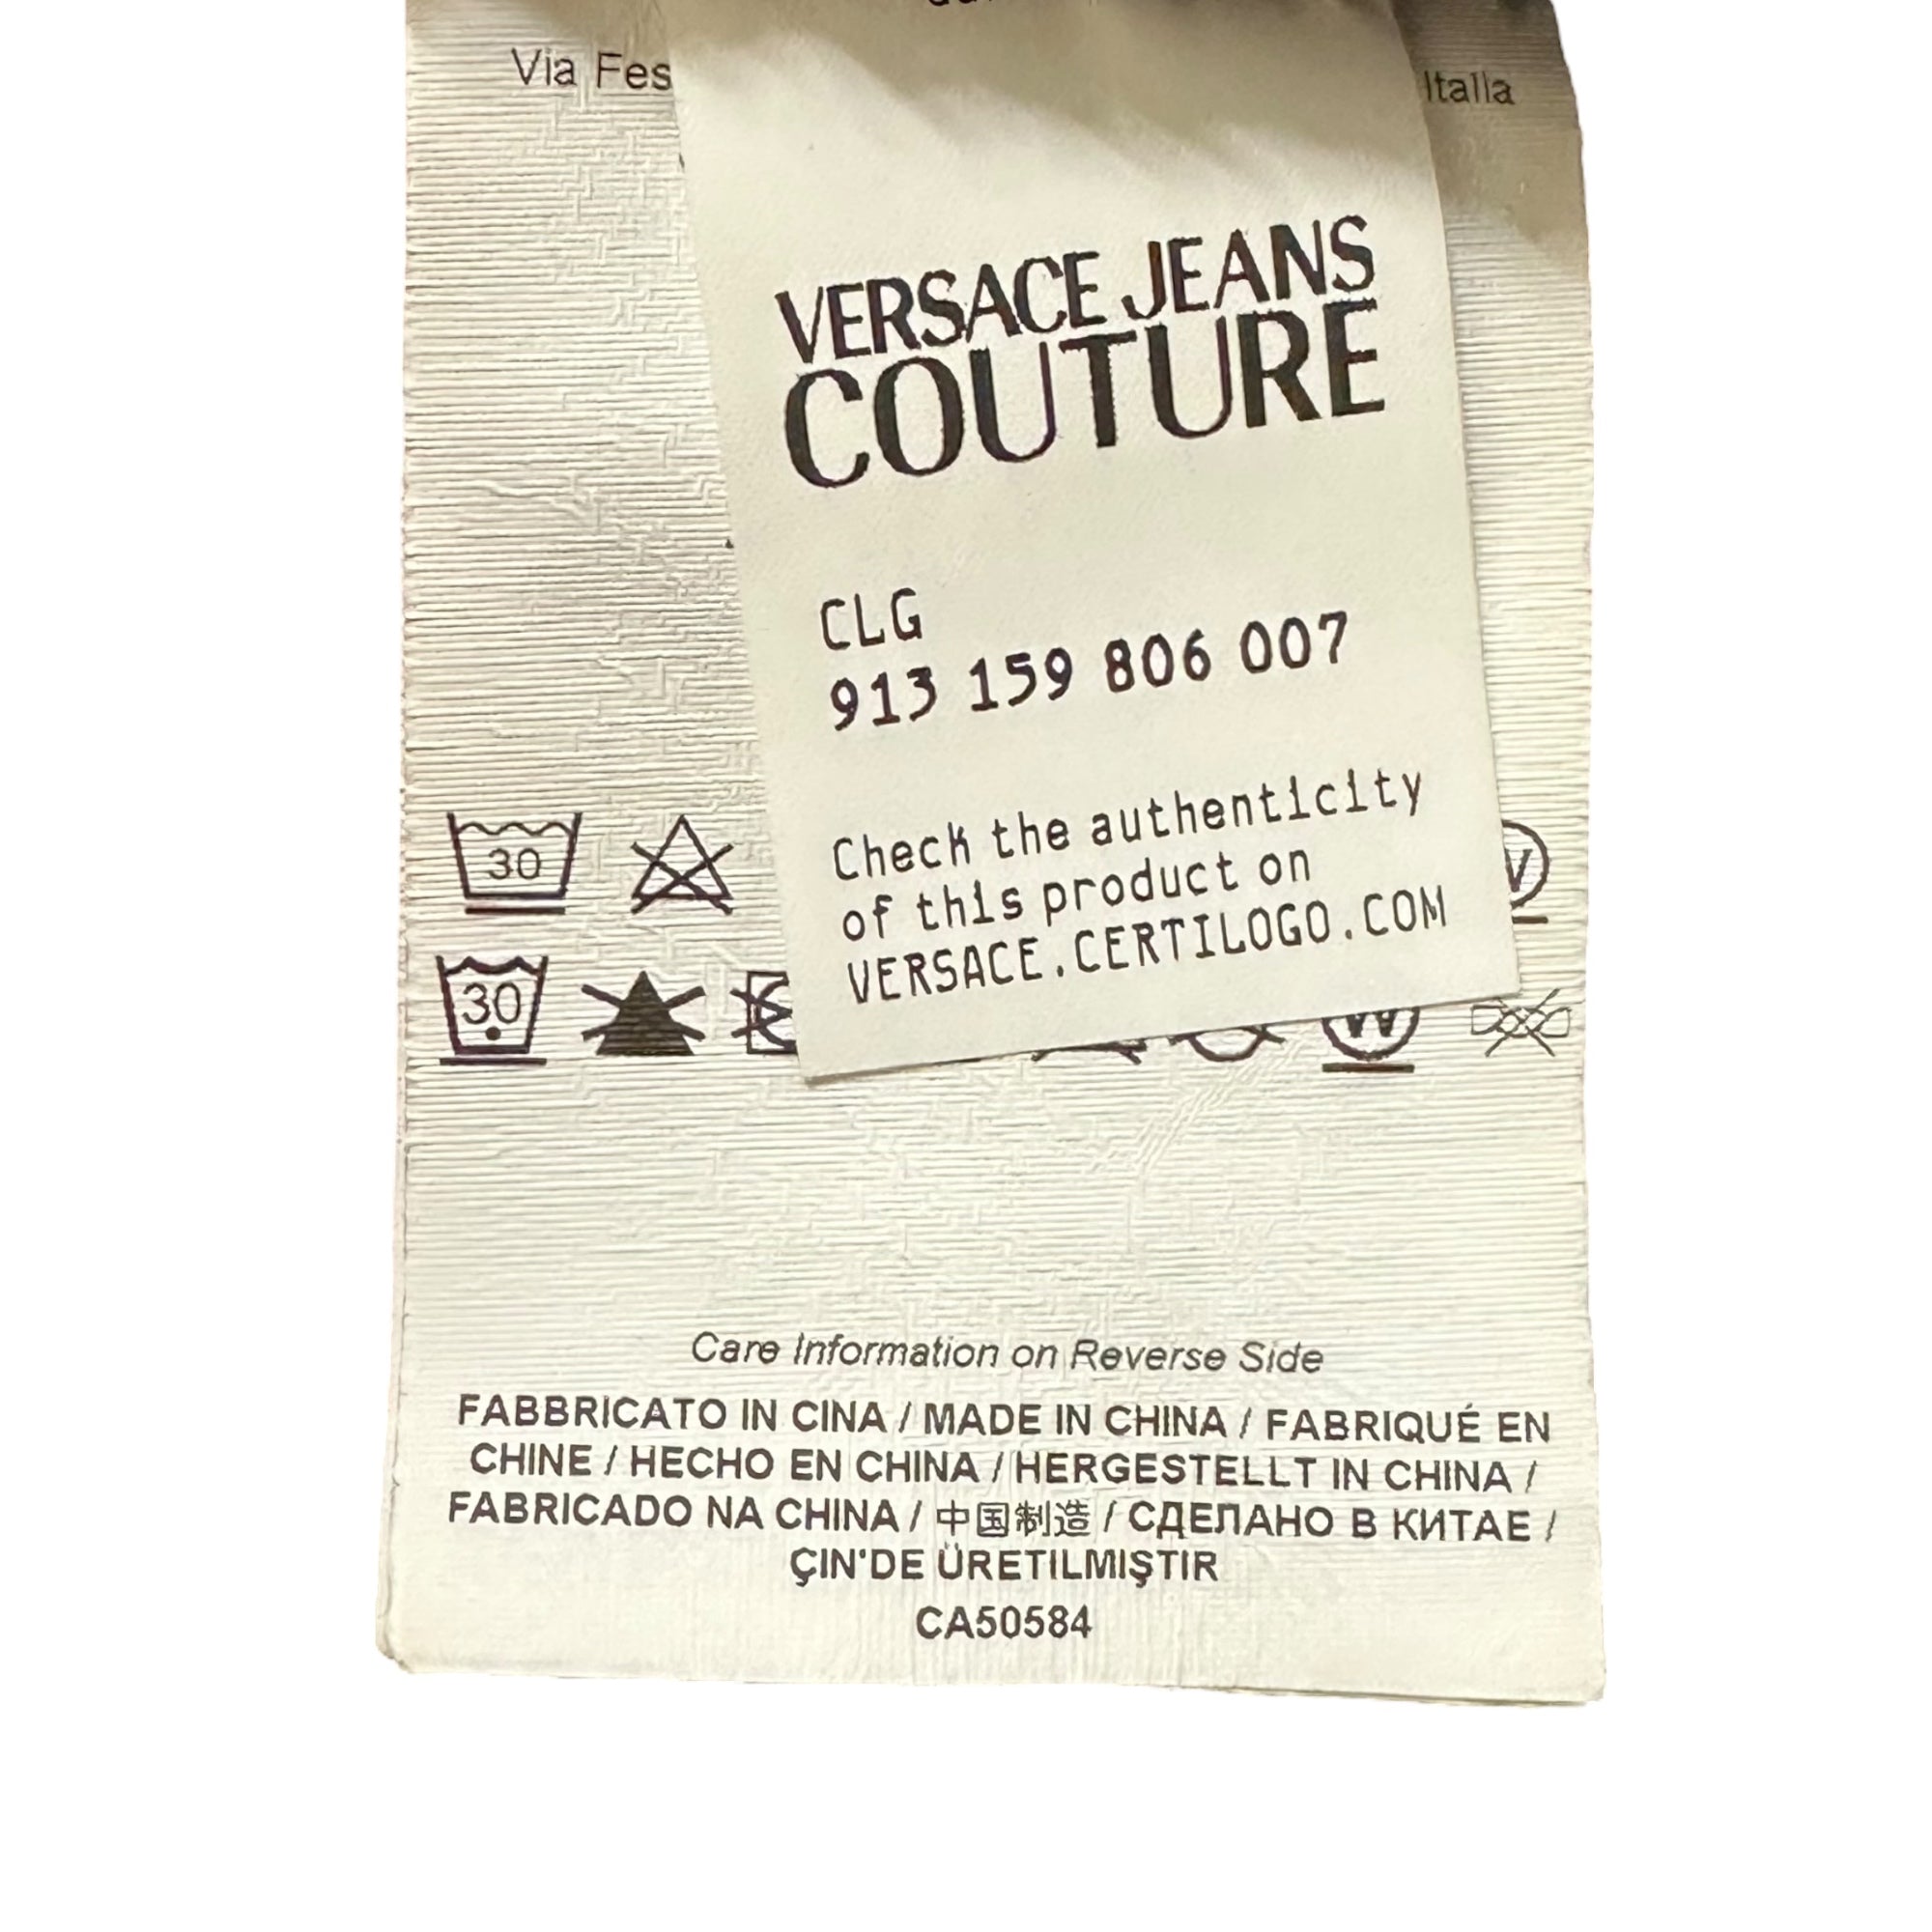 Via Fes
Italia
VERSACE JEANS
COUTURE
CLG
913 159 806 007
Check the authenticity
of this product on
VERSACE.CERTILOGO.COM
30
30
W
Care Information on Reverse Side
FABBRICATO IN CINA / MADE IN CHINA / FABRIQUÉ EN
CHINE / HECHO EN CHINA / HERGESTELLT IN CHINA /
FABRICADO NA CHINA / 中国制造 / СДЕЛАНО В КИТАЕ /
ÇIN'DE ÜRETILMIŞTIR
CA50584